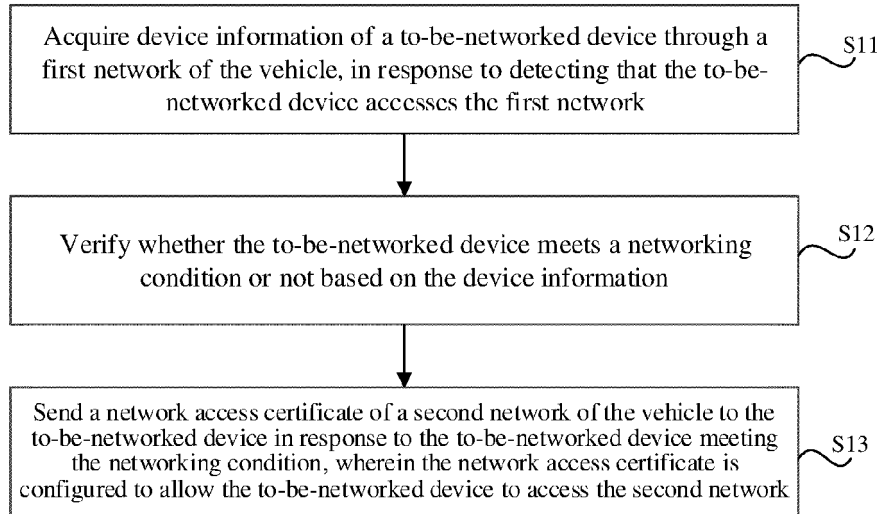 Acquire device information of a to-be-networked device through a
first network of the vehicle, in response to detecting that the to-be-
networked device accesses the first network
S11
Verify whether the to-be-networked device meets a networking
condition or not based on the device information
S12
Send a network access certificate of a second network of the vehicle to the
to-be-networked device in response to the to-be-networked device meeting
the networking condition, wherein the network access certificate is
configured to allow the to-be-networked device to access the second network
S13